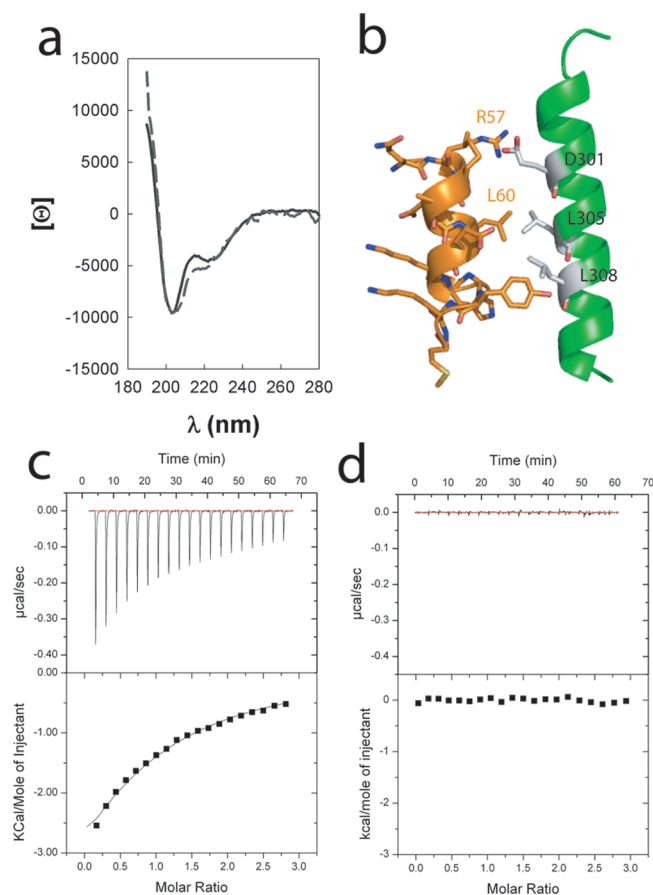 a
15000
10000
5000
0
-5000
-10000
-15000
[Θ]
180 200 220 240 260 280
λ (nm)
b
R57
D301
L60
L305
L308
c
Time (min)
0 10 20 30 40 50 60 70
0.00
-0.10
-0.20
-0.30
-0.40
0.00
µcal/sec
-1.00
-2.00
-3.00
KCal/Mole of Injectant
0.0 0.5 1.0 1.5 2.0 2.5 3.0
Molar Ratio
d
Time (min)
0 10 20 30 40 50 60 70
0.0
-0.1
-0.2
-0.3
-0.4
µcal/sec
0
-1
-2
-3
kcal/mole of injectant
0.0 0.5 1.0 1.5 2.0 2.5 3.0
Molar Ratio